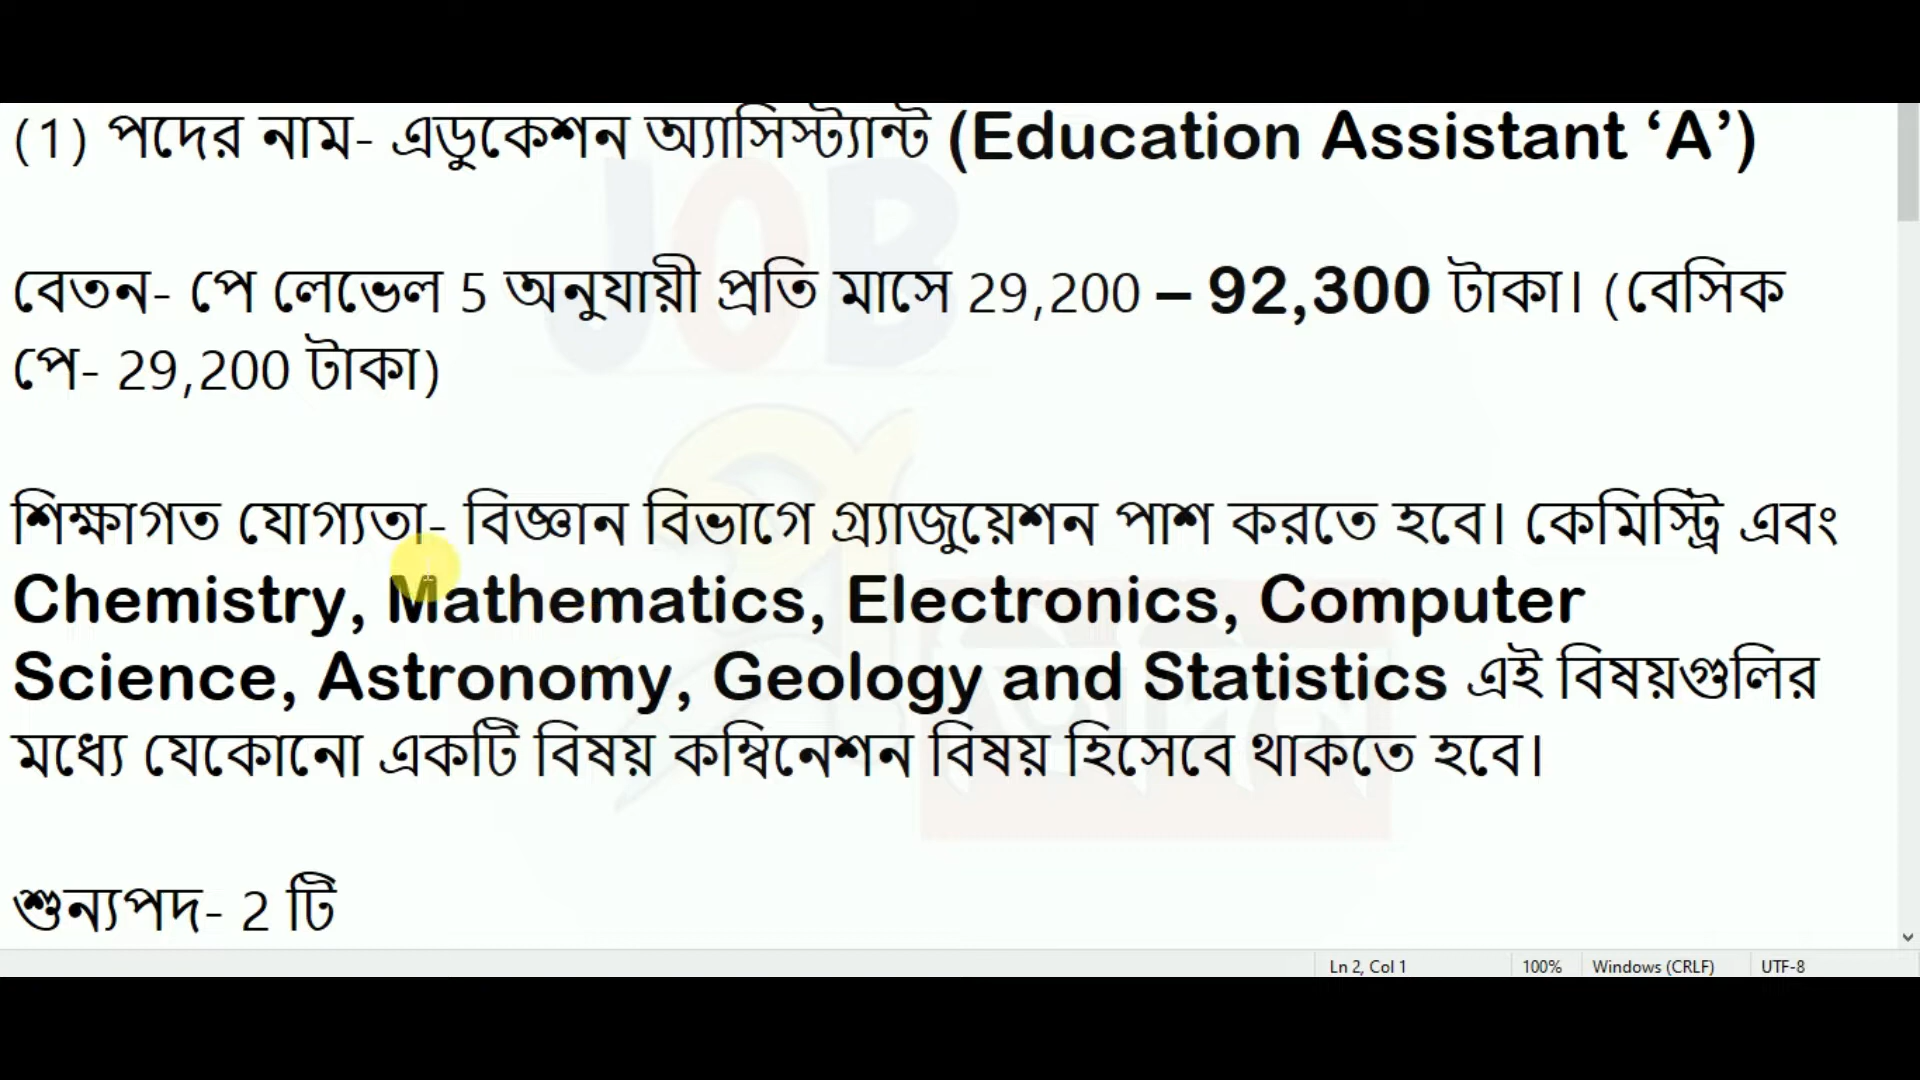 (1) পদের নাম- এডুকেশন অ্যাসিস্ট্যান্ট (Education Assistant ‘A’)
বেতন- পে লেভেল 5 অনুযায়ী প্রতি মাসে 29,200 – 92,300 টাকা। (বেসিক
পে- 29,200 টাকা)
শিক্ষাগত যোগ্যতা- বিজ্ঞান বিভাগে গ্র্যাজুয়েশন পাশ করতে হবে। কেমিস্ট্রি এবং
Chemistry, Mathematics, Electronics, Computer
Science, Astronomy, Geology and Statistics এই বিষয়গুলির
মধ্যে যেকোনো একটি বিষয় কম্বিনেশন বিষয় হিসেবে থাকতে হবে।
শুন্যপদ- 2 টি
JOB
Ln 2, Col 1 100% Windows (CRLF) UTF-8